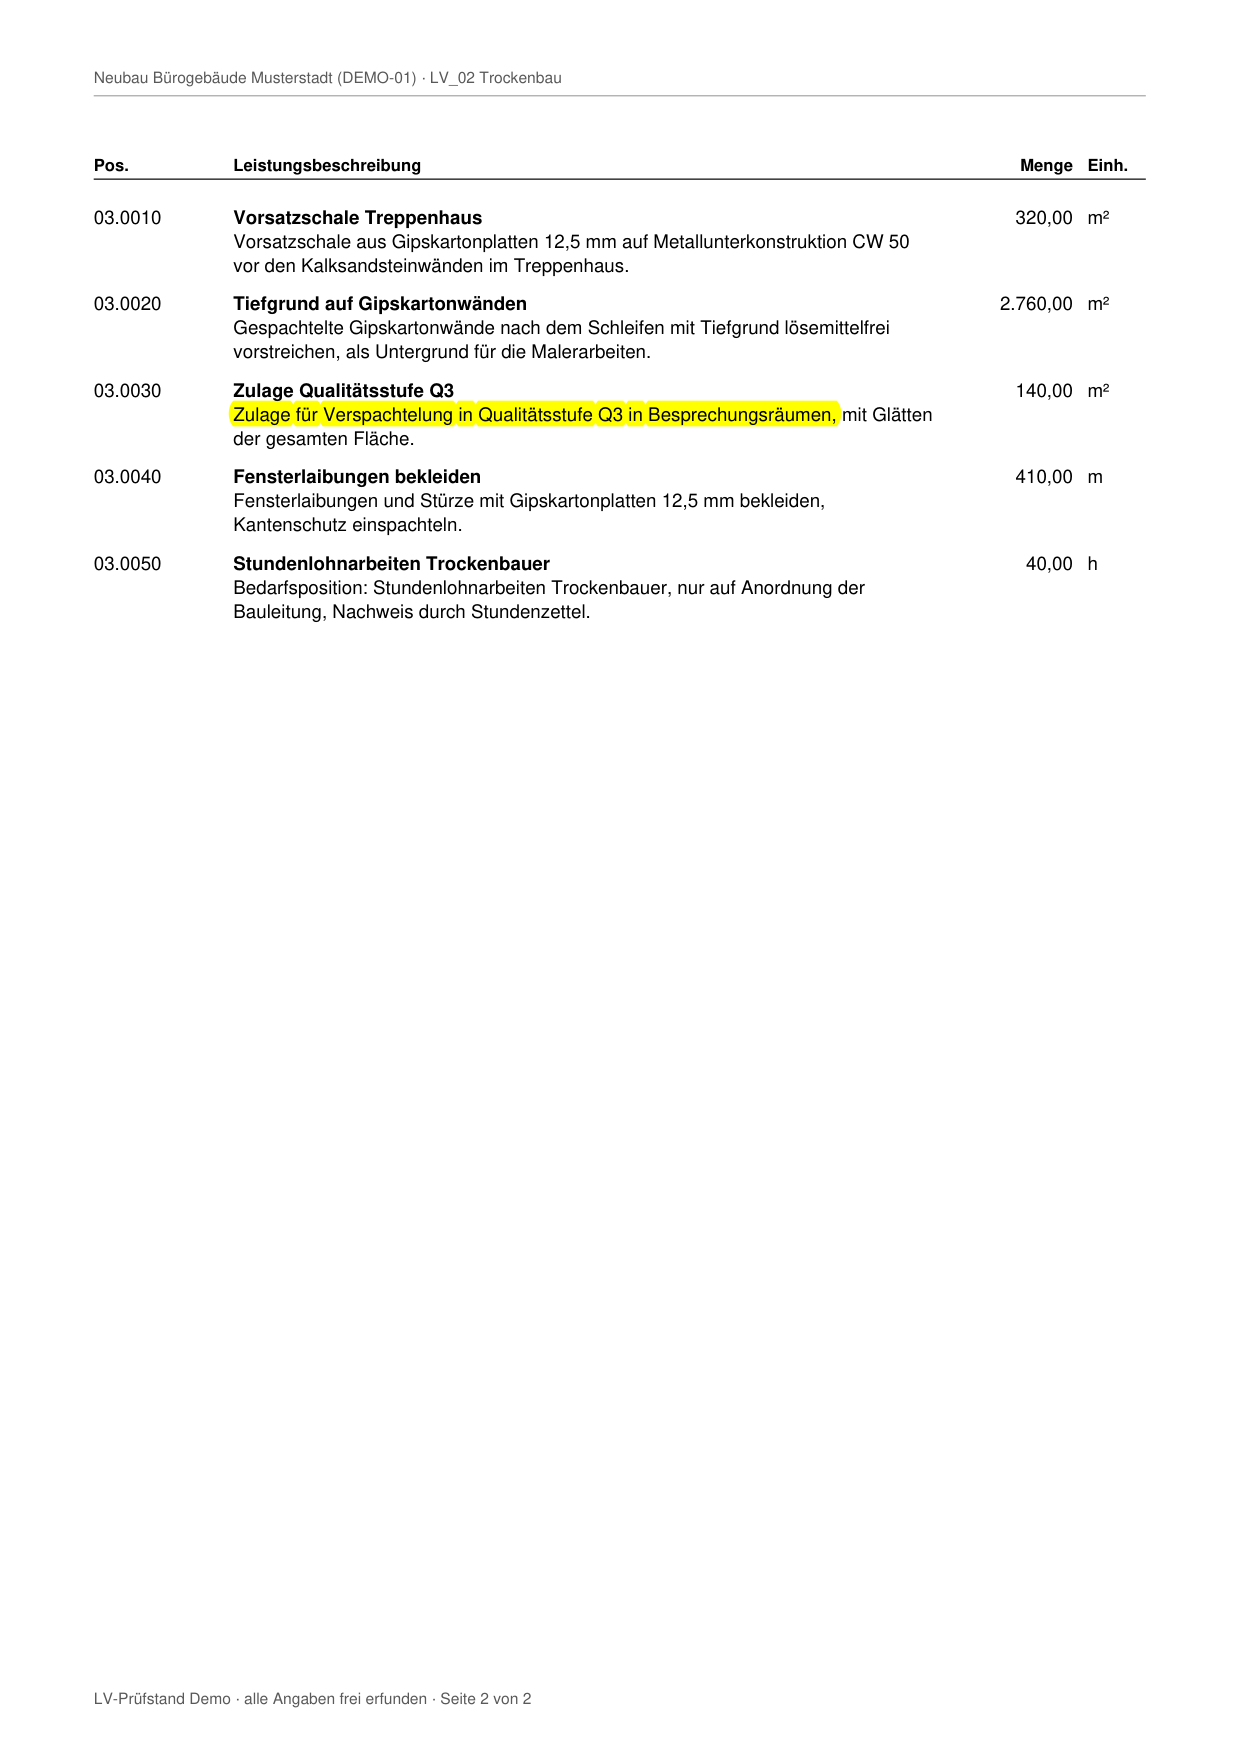 Neubau Bürogebäude Musterstadt (DEMO-01) · LV_02 Trockenbau
Pos. Leistungsbeschreibung Menge Einh.
03.0010 Vorsatzschale Treppenhaus 320,00 m²
Vorsatzschale aus Gipskartonplatten 12,5 mm auf Metallunterkonstruktion CW 50
vor den Kalksandsteinwänden im Treppenhaus.
03.0020 Tiefgrund auf Gipskartonwänden 2.760,00 m²
Gespachtelte Gipskartonwände nach dem Schleifen mit Tiefgrund lösemittelfrei
vorstreichen, als Untergrund für die Malerarbeiten.
03.0030 Zulage Qualitätsstufe Q3 140,00 m²
Zulage für Verspachtelung in Qualitätsstufe Q3 in Besprechungsräumen, mit Glätten
der gesamten Fläche.
03.0040 Fensterlaibungen bekleiden 410,00 m
Fensterlaibungen und Stürze mit Gipskartonplatten 12,5 mm bekleiden,
Kantenschutz einspachteln.
03.0050 Stundenlohnarbeiten Trockenbauer 40,00 h
Bedarfsposition: Stundenlohnarbeiten Trockenbauer, nur auf Anordnung der
Bauleitung, Nachweis durch Stundenzettel.
LV-Prüfstand Demo · alle Angaben frei erfunden · Seite 2 von 2